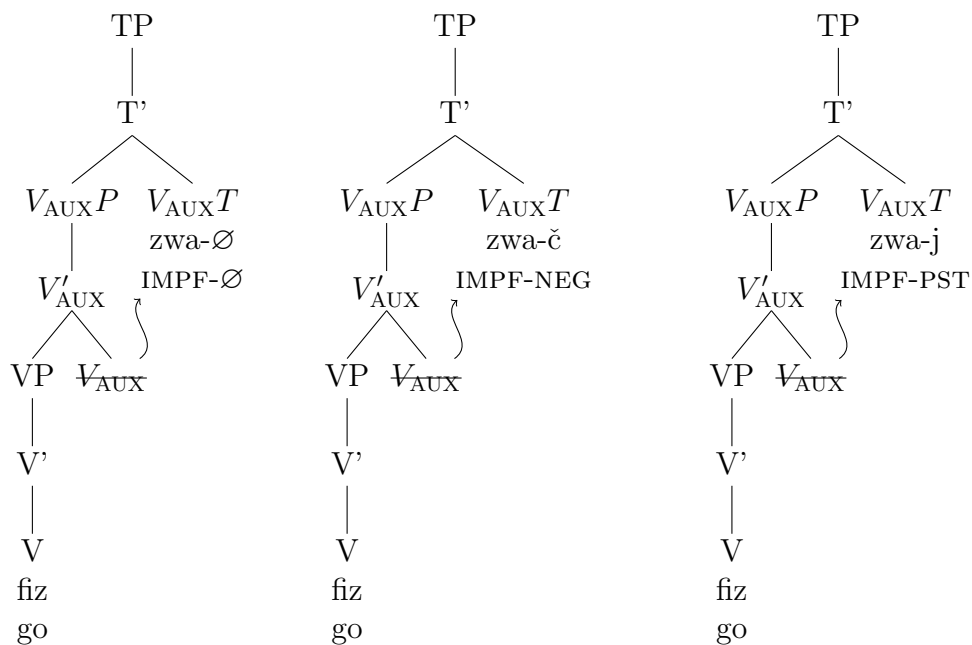 TP TP TP
T’ T’ T’
V_AUX P V_AUX T V_AUX P V_AUX T V_AUX P V_AUX T
zwa-∅ zwa-č zwa-j
V′_AUX IMPF-∅ V′_AUX IMPF-NEG V′_AUX IMPF-PST
VP V_AUX VP V_AUX VP V_AUX
V’ V’ V’
V V V
fiz fiz fiz
go go go